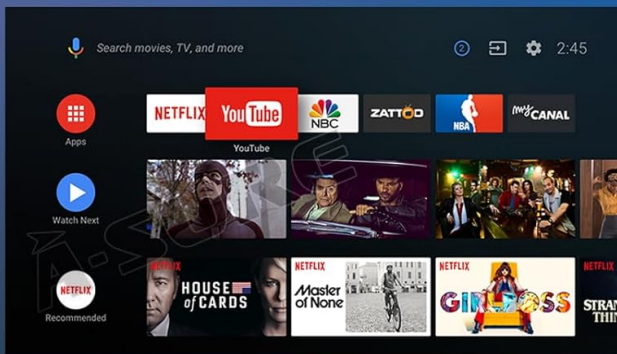 Search movies, TV, and more
2
2:45
NETFLIX
YouTube
NBC
ZATTOO
NBA
myCANAL
Apps
YouTube
Watch Next
A-SURE
NETFLIX
Recommended
NETFLIX
HOUSE
of CARDS
NETFLIX
Master
of None
NETFLIX
GIRLBOSS
NETFLIX
STRAN
THIN